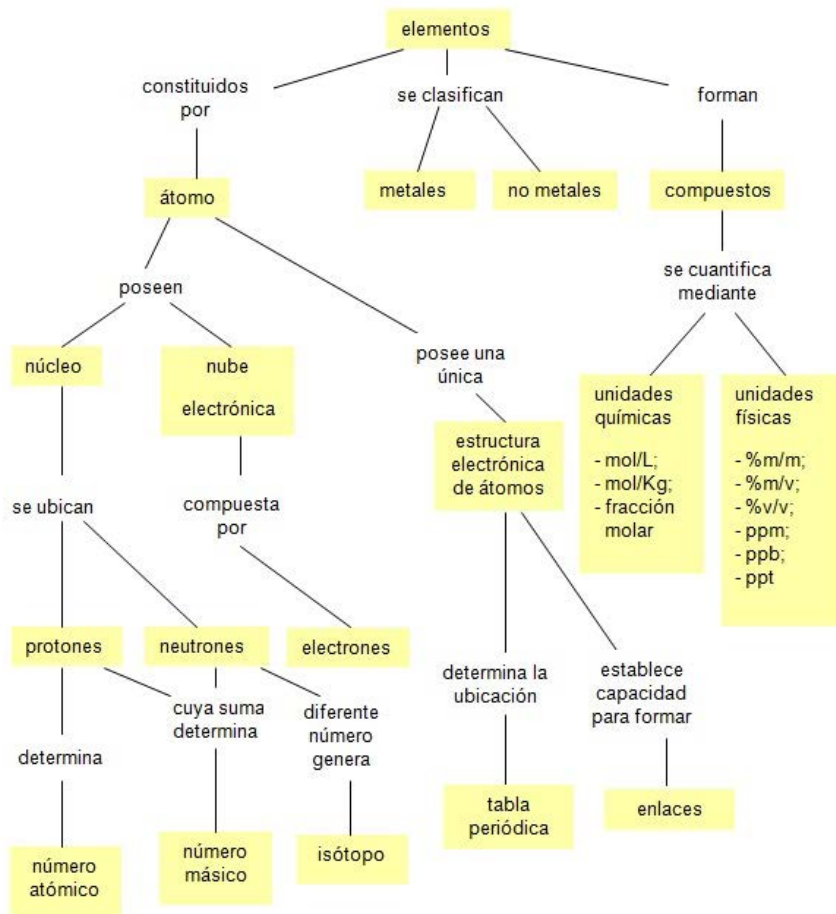 elementos
constituidos
por
se clasifican
forman
átomo
metales
no metales
compuestos
poseen
se cuantifica
mediante
núcleo
nube
electrónica
posee una
única
unidades
químicas
- mol/L;
- mol/Kg;
- fracción
molar
unidades
físicas
- %m/m;
- %m/v;
- %v/v;
- ppm;
- ppb;
- ppt
estructura
electrónica
de átomos
se ubican
compuesta
por
protones
neutrones
electrones
determina la
ubicación
establece
capacidad
para formar
determina
cuya suma
determina
diferente
número
genera
tabla
periódica
enlaces
número
atómico
número
másico
isótopo